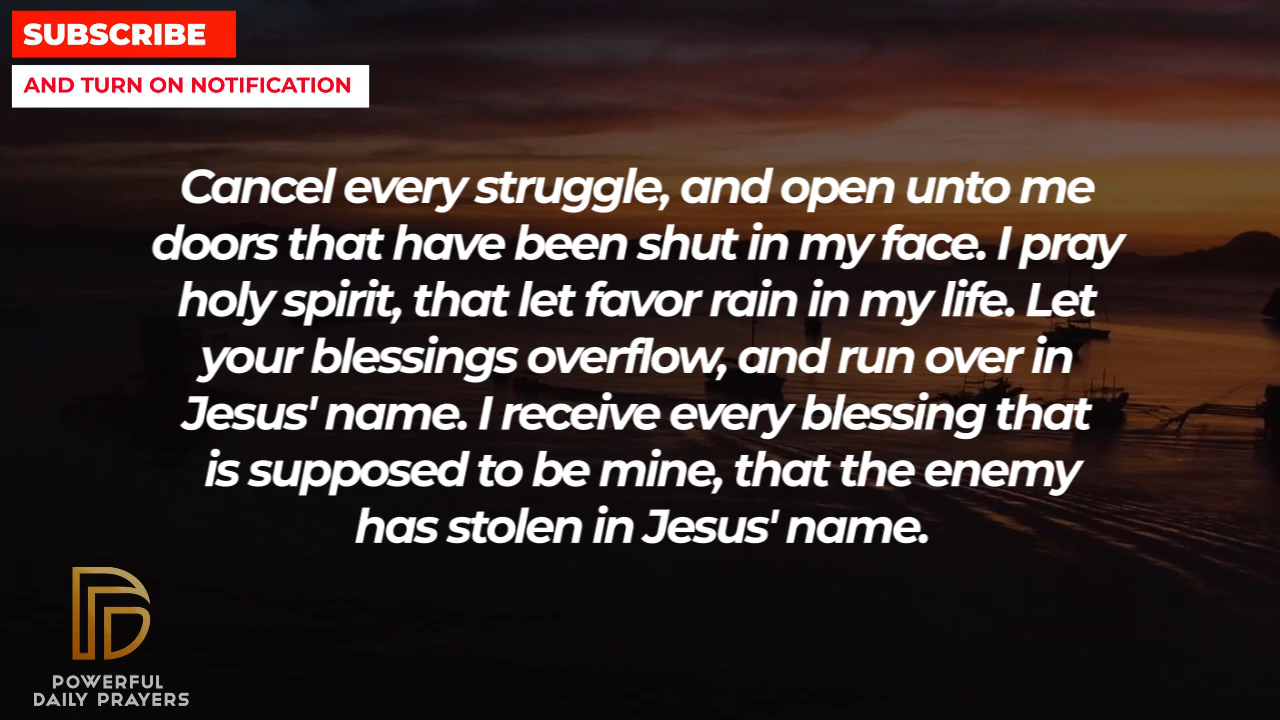 SUBSCRIBE
AND TURN ON NOTIFICATION
Cancel every struggle, and open unto me
doors that have been shut in my face. I pray
holy spirit, that let favor rain in my life. Let
your blessings overflow, and run over in
Jesus' name. I receive every blessing that
is supposed to be mine, that the enemy
has stolen in Jesus' name.
POWERFUL
DAILY PRAYERS